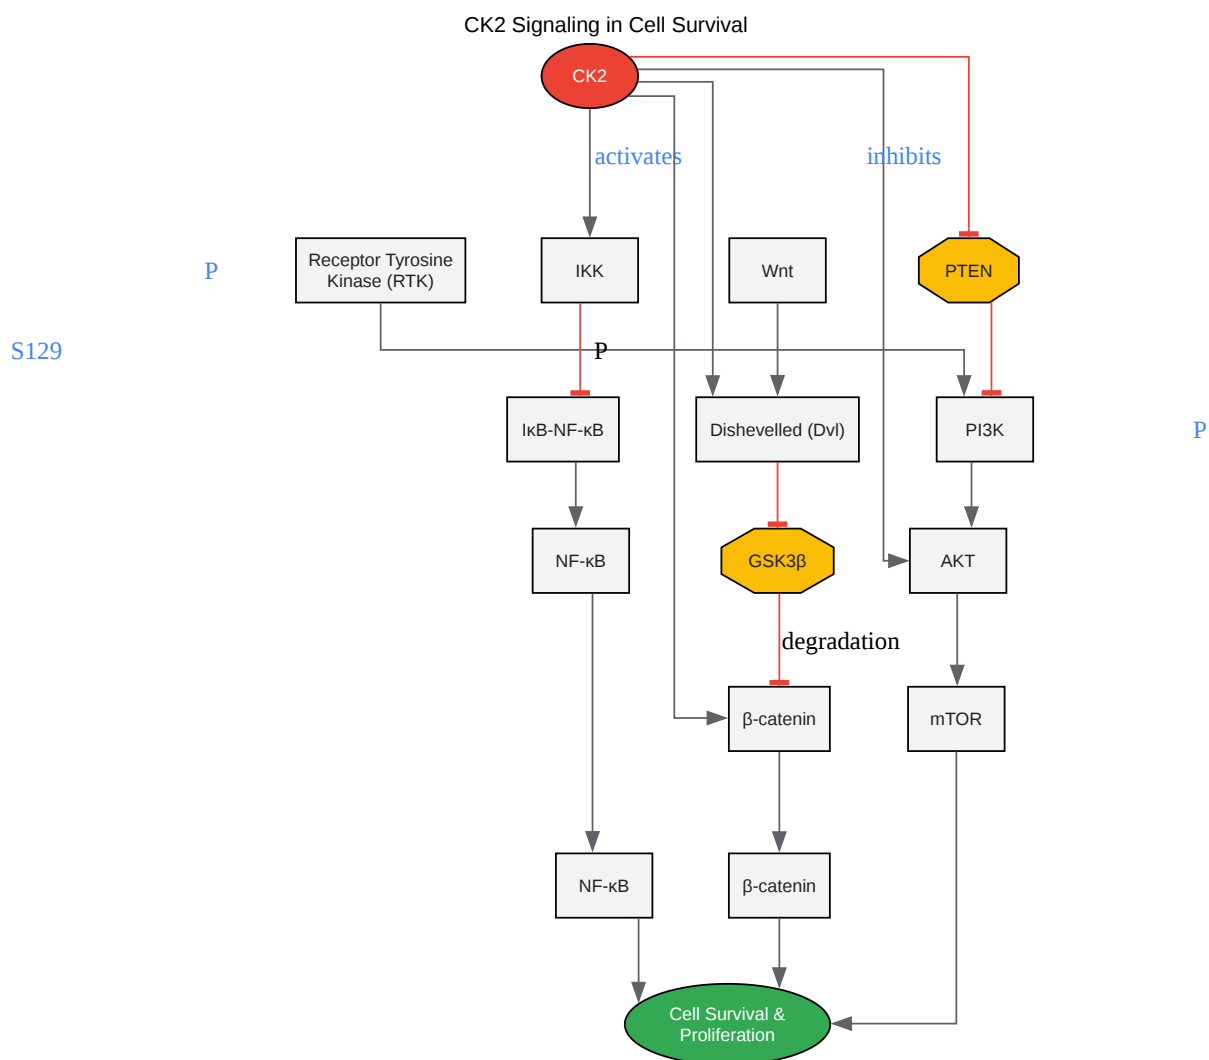 CK2 Signaling in Cell Survival
CK2
activates
inhibits
Receptor Tyrosine
Kinase (RTK)
IKK
Wnt
PTEN
P
S129
P
IκB-NF-κB
Dishevelled (Dvl)
PI3K
P
NF-κB
GSK3β
AKT
degradation
β-catenin
mTOR
NF-κB
β-catenin
Cell Survival &
Proliferation